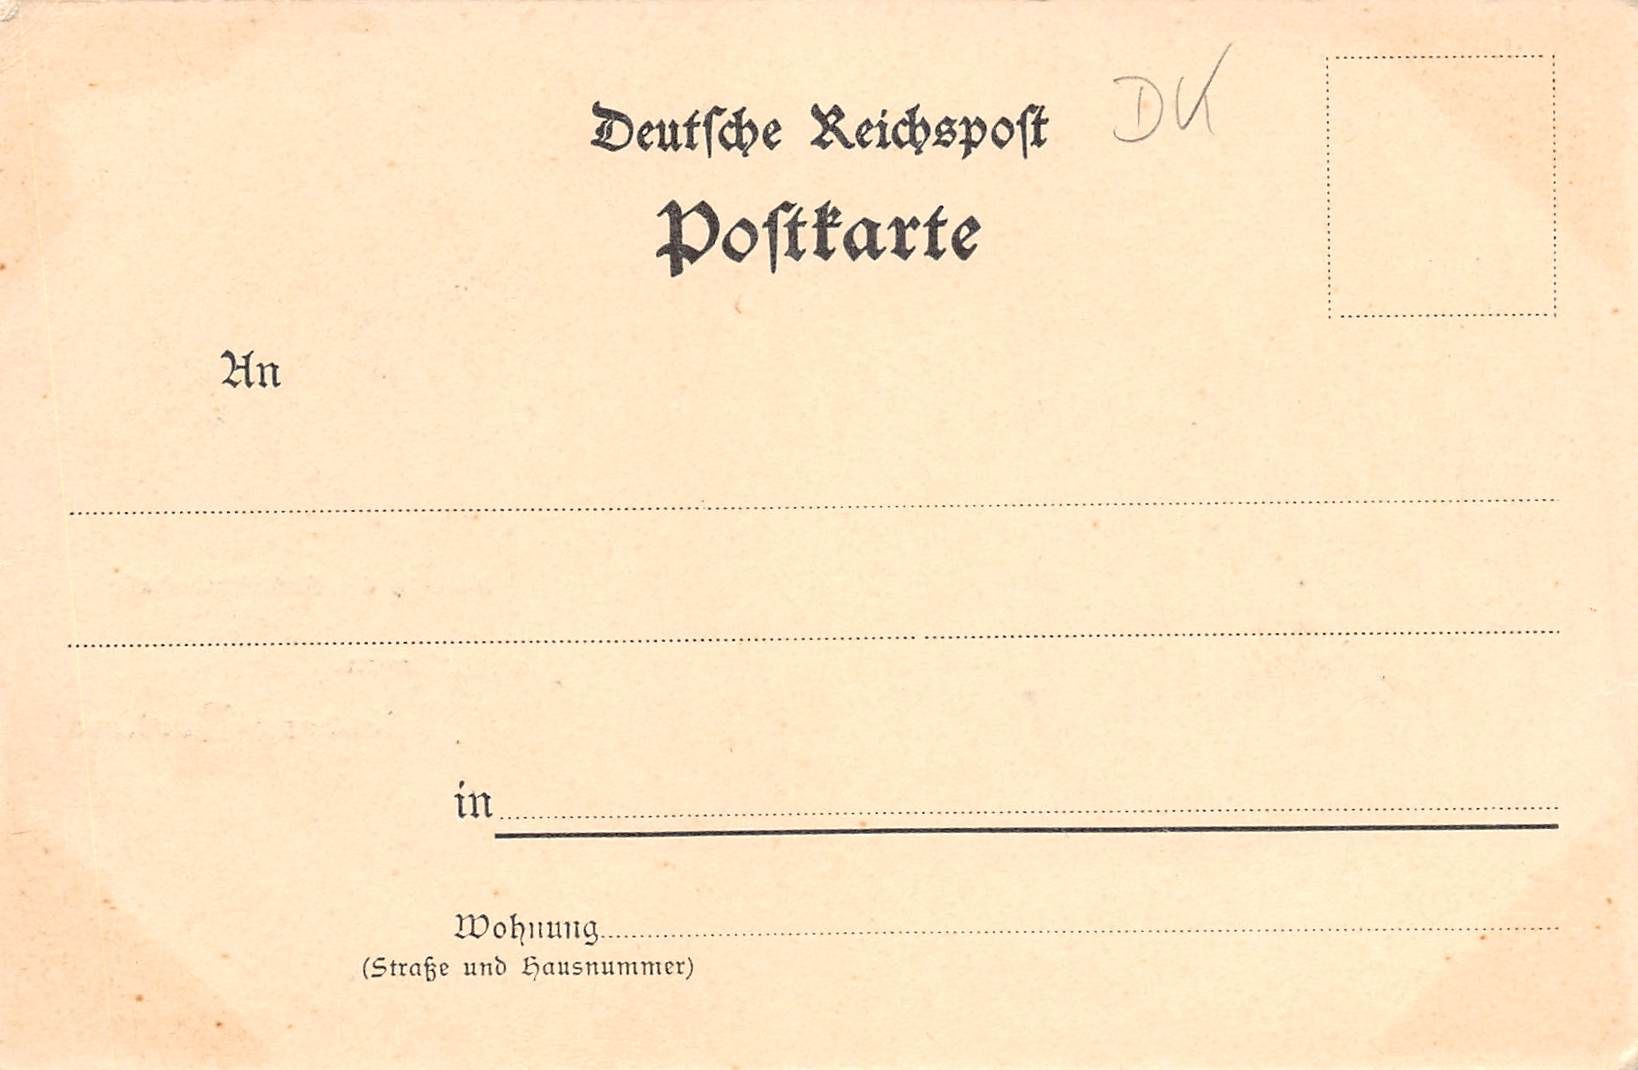 Deutsche Reichspost
DK
Postkarte
An
in
Wohnung
(Straße und Hausnummer)